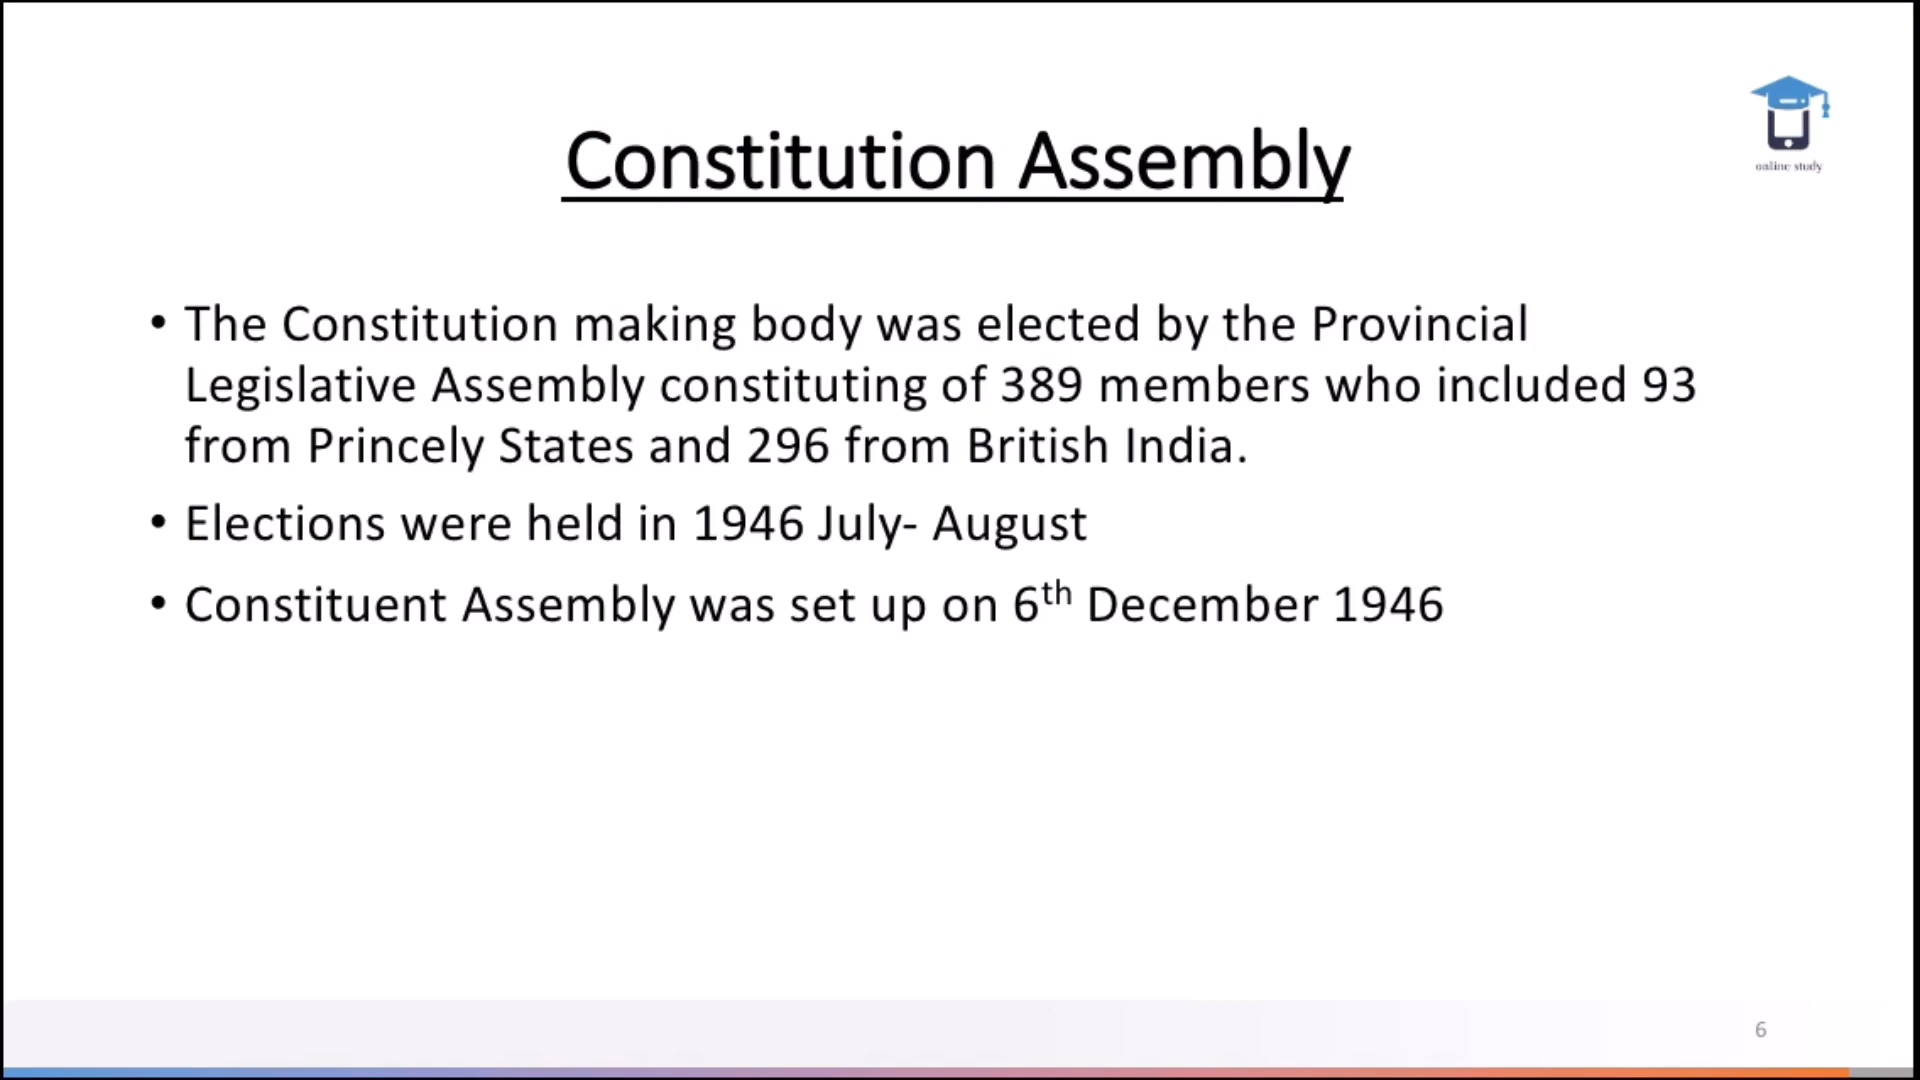 online study
Constitution Assembly
• The Constitution making body was elected by the Provincial
Legislative Assembly constituting of 389 members who included 93
from Princely States and 296 from British India.
• Elections were held in 1946 July- August
• Constituent Assembly was set up on 6th December 1946
6